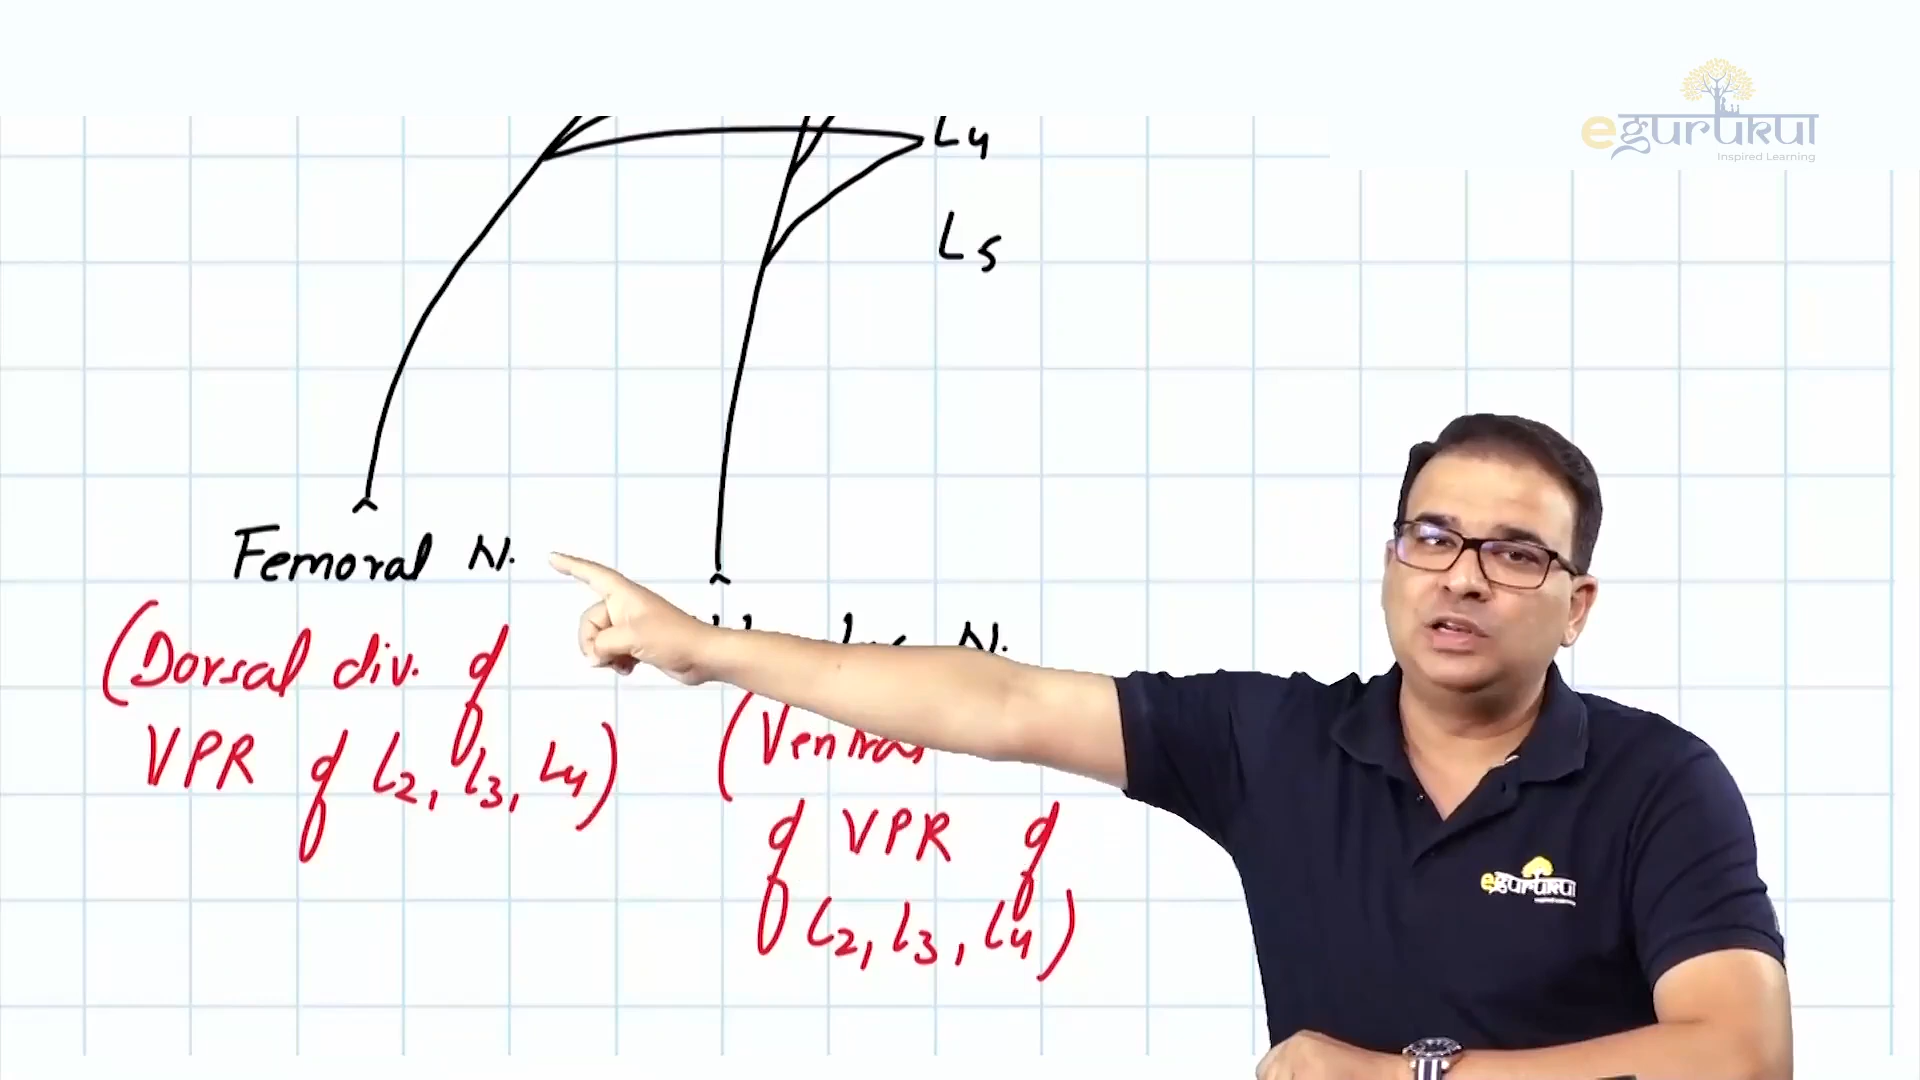 egurukul
Inspired Learning
L4
L5
Femoral N.
N.
(Dorsal div. of
VPR of L2, L3, L4)
(Ventral
of VPR of
L2, L3, L4)
egurukul